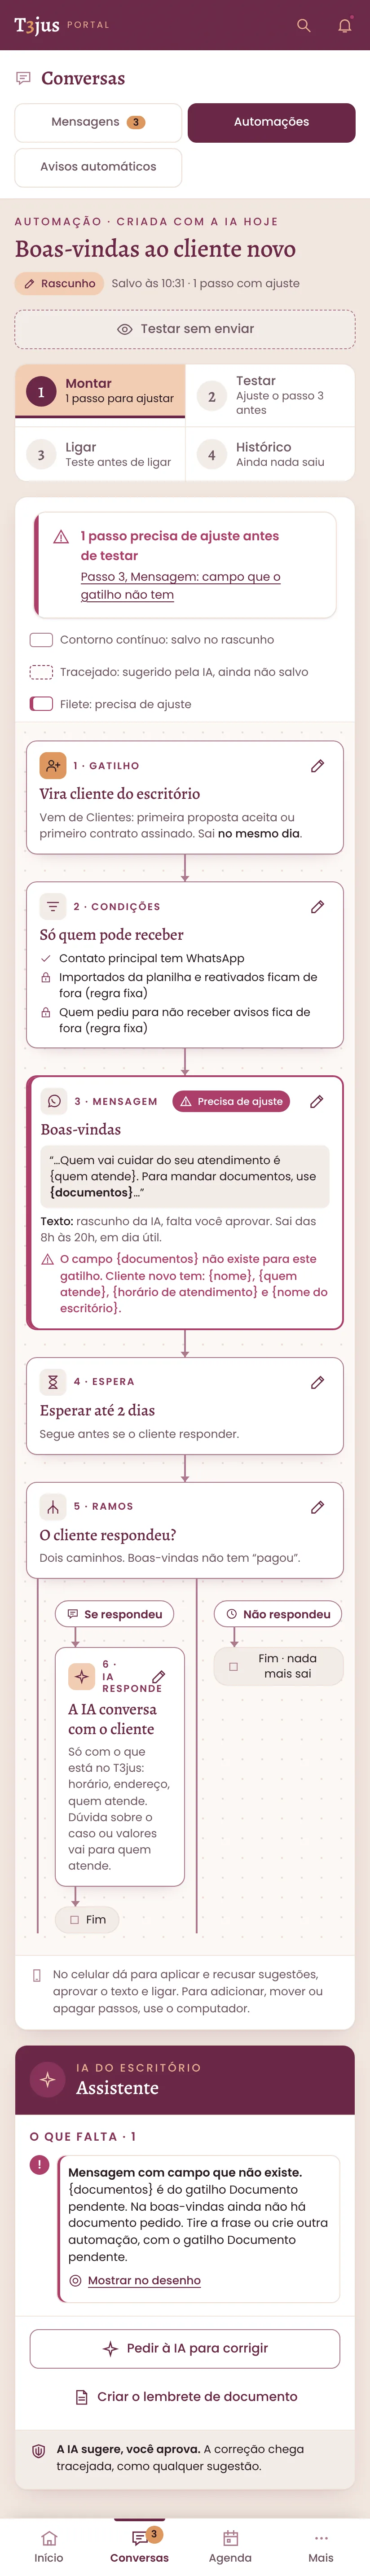 T3jus PORTAL
Conversas
Mensagens 3
Automações
Avisos automáticos
AUTOMAÇÃO · CRIADA COM A IA HOJE
Boas-vindas ao cliente novo
Rascunho
Salvo às 10:31 · 1 passo com ajuste
Testar sem enviar
1
Montar
1 passo para ajustar
2
Testar
Ajuste o passo 3
antes
3
Ligar
Teste antes de ligar
4
Histórico
Ainda nada saiu
1 passo precisa de ajuste antes
de testar
Passo 3, Mensagem: campo que o
gatilho não tem
Contorno contínuo: salvo no rascunho
Tracejado: sugerido pela IA, ainda não salvo
Filete: precisa de ajuste
1 · GATILHO
Vira cliente do escritório
Vem de Clientes: primeira proposta aceita ou
primeiro contrato assinado. Sai no mesmo dia.
2 · CONDIÇÕES
Só quem pode receber
Contato principal tem WhatsApp
Importados da planilha e reativados ficam de
fora (regra fixa)
Quem pediu para não receber avisos fica de
fora (regra fixa)
3 · MENSAGEM
Precisa de ajuste
Boas-vindas
“…Quem vai cuidar do seu atendimento é
{quem atende}. Para mandar documentos, use
{documentos}…”
Texto: rascunho da IA, falta você aprovar. Sai das
8h às 20h, em dia útil.
O campo {documentos} não existe para este
gatilho. Cliente novo tem: {nome}, {quem
atende}, {horário de atendimento} e {nome do
escritório}.
4 · ESPERA
Esperar até 2 dias
Segue antes se o cliente responder.
5 · RAMOS
O cliente respondeu?
Dois caminhos. Boas-vindas não tem “pagou”.
Se respondeu
6 ·
IA
RESPONDE
A IA conversa
com o cliente
Só com o que
está no T3jus:
horário, endereço,
quem atende.
Dúvida sobre o
caso ou valores
vai para quem
atende.
Fim
Não respondeu
Fim · nada
mais sai
No celular dá para aplicar e recusar sugestões,
aprovar o texto e ligar. Para adicionar, mover ou
apagar passos, use o computador.
IA DO ESCRITÓRIO
Assistente
O QUE FALTA · 1
!
Mensagem com campo que não existe.
{documentos} é do gatilho Documento
pendente. Na boas-vindas ainda não há
documento pedido. Tire a frase ou crie outra
automação, com o gatilho Documento
pendente.
Mostrar no desenho
Pedir à IA para corrigir
Criar o lembrete de documento
A IA sugere, você aprova. A correção chega
tracejada, como qualquer sugestão.
Início
Conversas 3
Agenda
Mais